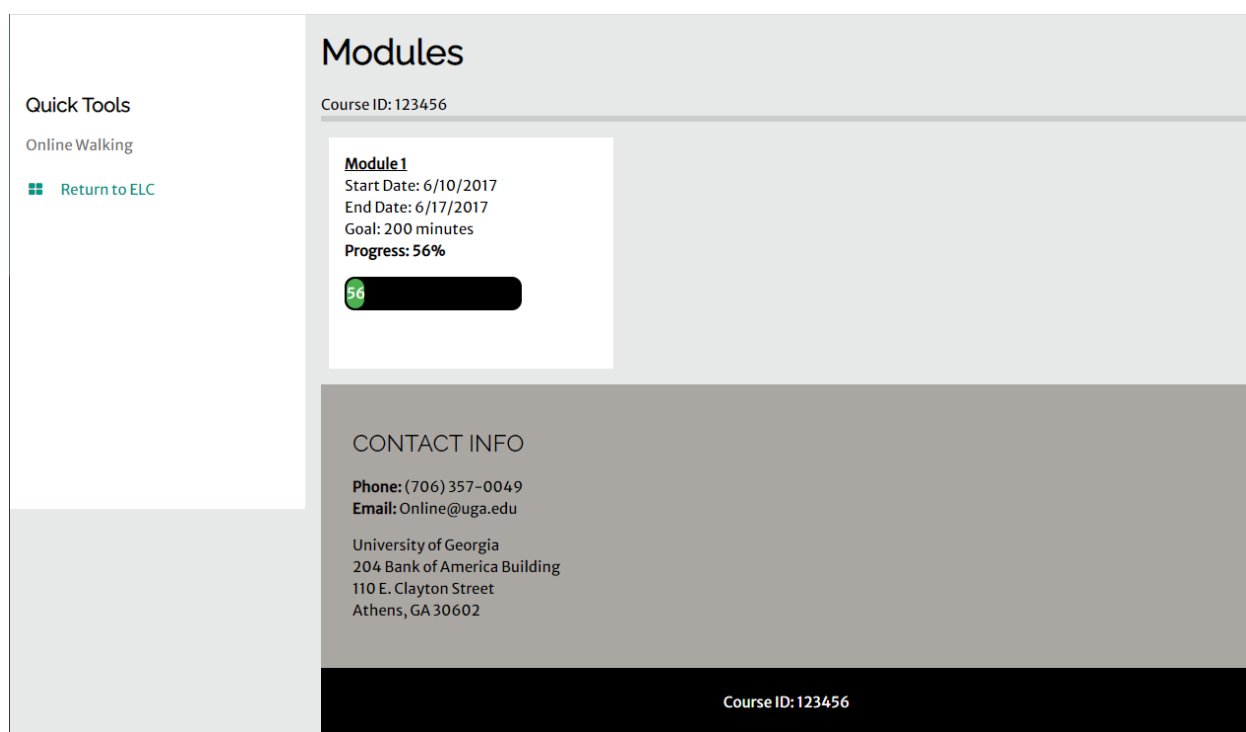 Quick Tools
Online Walking
Return to ELC
Modules
Course ID: 123456
Module 1
Start Date: 6/10/2017
End Date: 6/17/2017
Goal: 200 minutes
Progress: 56%
56
CONTACT INFO
Phone: (706) 357-0049
Email: Online@uga.edu
University of Georgia
204 Bank of America Building
110 E. Clayton Street
Athens, GA 30602
Course ID: 123456